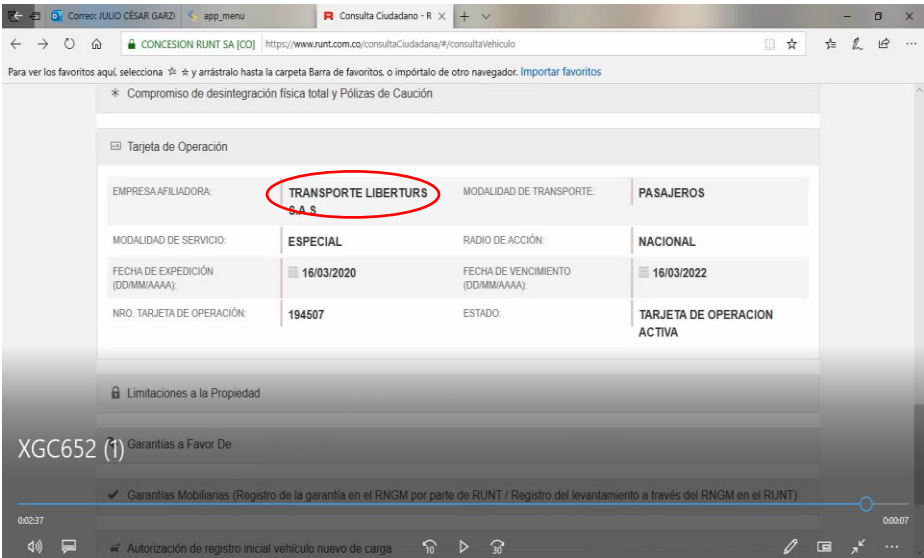 Correo: JULIO CÉSAR GARZI
app_menu
Consulta Ciudadano - R
CONCESION RUNT SA [CO]
https://www.runt.com.co/consultaCiudadana/#/consultaVehiculo
Para ver los favoritos aquí, selecciona y arrástralo hasta la carpeta Barra de favoritos, o impórtalo de otro navegador. Importar favoritos
Compromiso de desintegración física total y Pólizas de Caución
Tarjeta de Operación
EMPRESA AFILIADORA: TRANSPORTE LIBERTURS S.A.S MODALIDAD DE TRANSPORTE: PASAJEROS
MODALIDAD DE SERVICIO: ESPECIAL RADIO DE ACCIÓN: NACIONAL
FECHA DE EXPEDICIÓN (DD/MM/AAAA): 16/03/2020 FECHA DE VENCIMIENTO (DD/MM/AAAA): 16/03/2022
NRO. TARJETA DE OPERACIÓN: 194507 ESTADO: TARJETA DE OPERACION ACTIVA
Limitaciones a la Propiedad
XGC652 (1)
Garantías a Favor De
Garantías Mobiliarias (Registro de la garantía en el RNGM por parte de RUNT / Registro del levantamiento a través del RNGM en el RUNT)
0:02:37
0:00:07
Autorización de registro inicial vehículo nuevo de carga
10
30